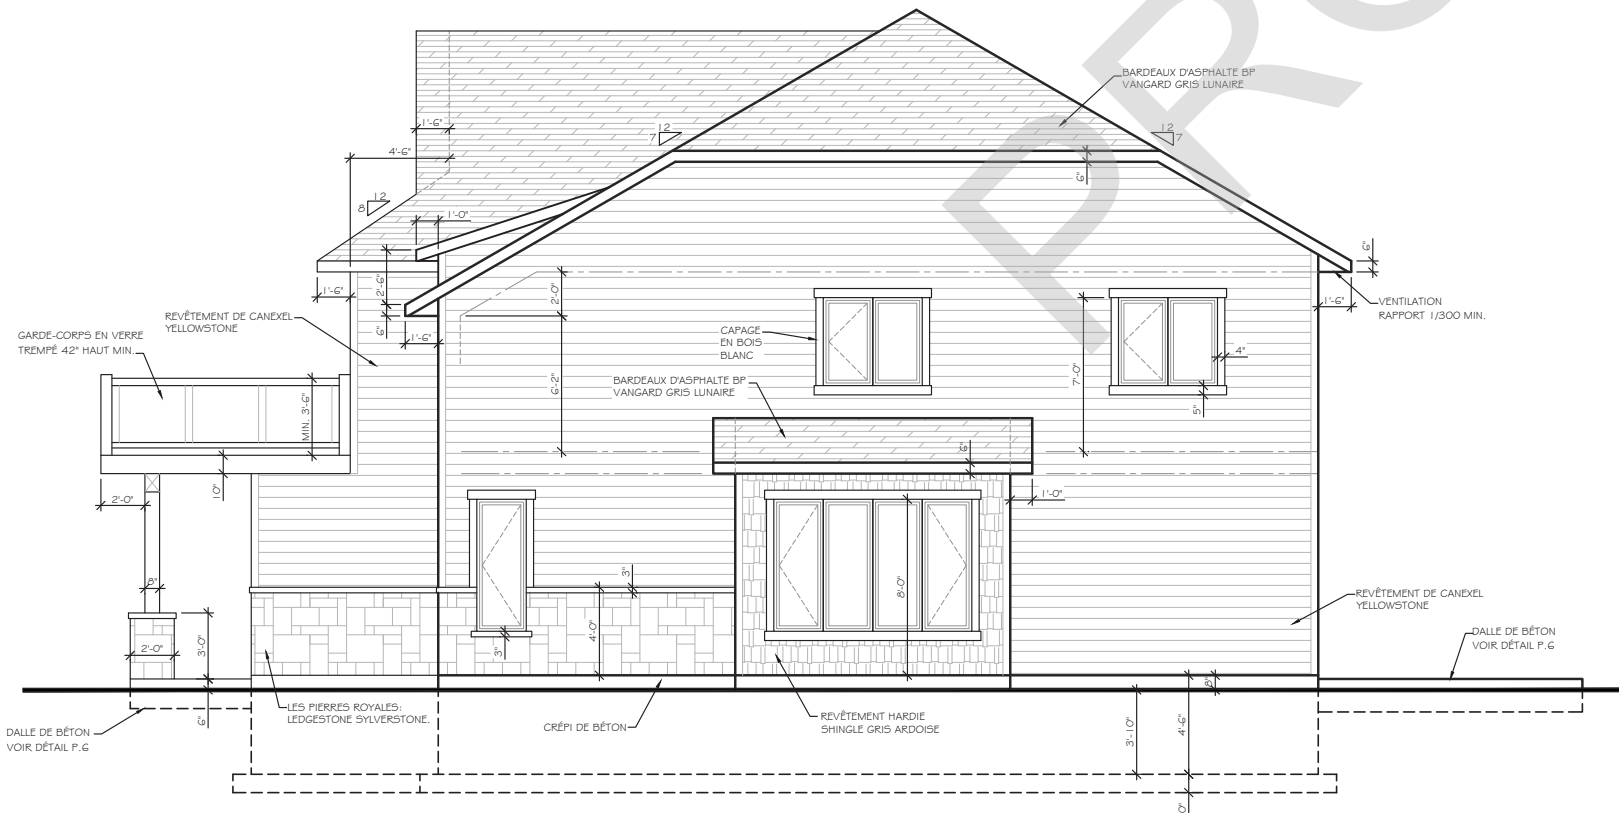 BARDEAUX D'ASPHALTE BP
VANGARD GRIS LUNAIRE
1'-6"
12
7
12
7
4'-6"
6"
12
8
1'-0"
6"
2'-6"
2'-0"
1'-6"
1'-6"
VENTILATION
RAPPORT 1/300 MIN.
REVÊTEMENT DE CANEXEL
YELLOWSTONE
6"
1'-6"
CAPAGE
EN BOIS
BLANC
GARDE-CORPS EN VERRE
TREMPÉ 42" HAUT MIN.
4"
BARDEAUX D'ASPHALTE BP
VANGARD GRIS LUNAIRE
6'-2"
7'-0"
5"
MIN. 3'-6"
6"
10"
2'-0"
1'-0"
8"
3"
8'-0"
REVÊTEMENT DE CANEXEL
YELLOWSTONE
4'-0"
3'-0"
2'-0"
3"
DALLE DE BÉTON
VOIR DÉTAIL P.6
8"
6"
LES PIERRES ROYALES:
LEDGESTONE SYLVERSTONE.
CRÉPI DE BÉTON
REVÊTEMENT HARDIE
SHINGLE GRIS ARDOISE
DALLE DE BÉTON
VOIR DÉTAIL P.6
3'-10"
4'-6"